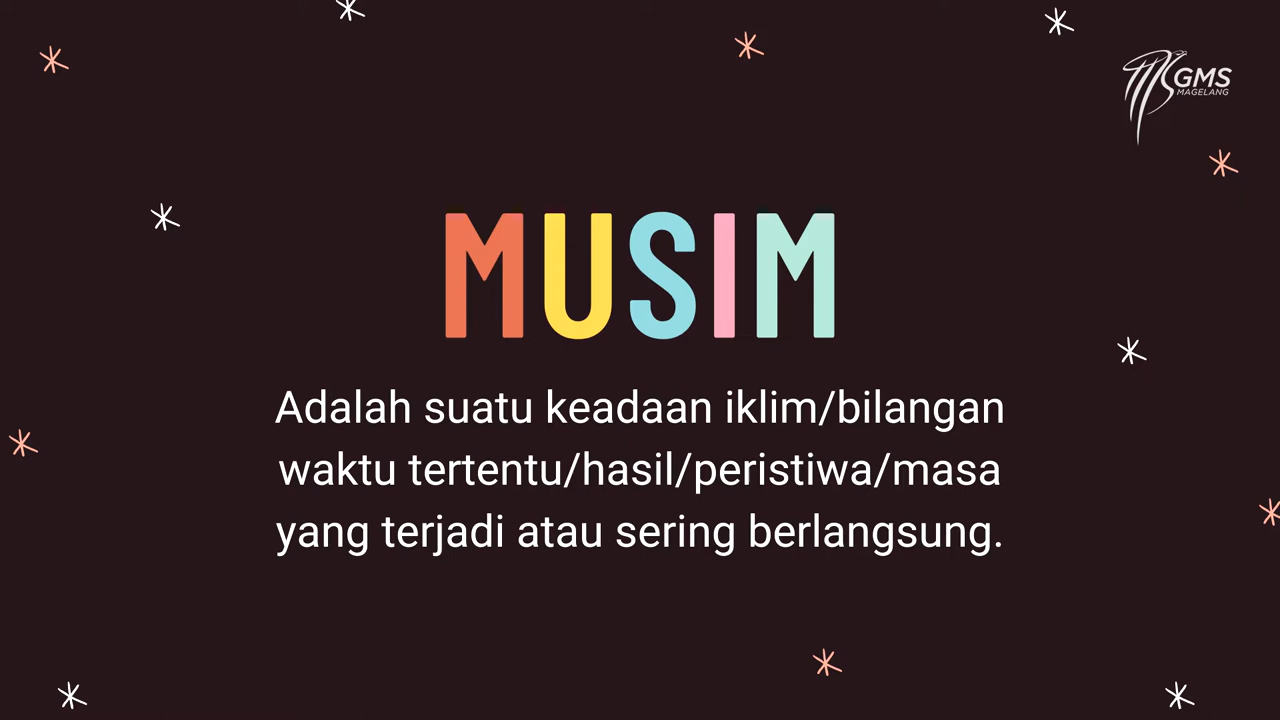 GMS
MAGELANG
MUSIM
Adalah suatu keadaan iklim/bilangan
waktu tertentu/hasil/peristiwa/masa
yang terjadi atau sering berlangsung.